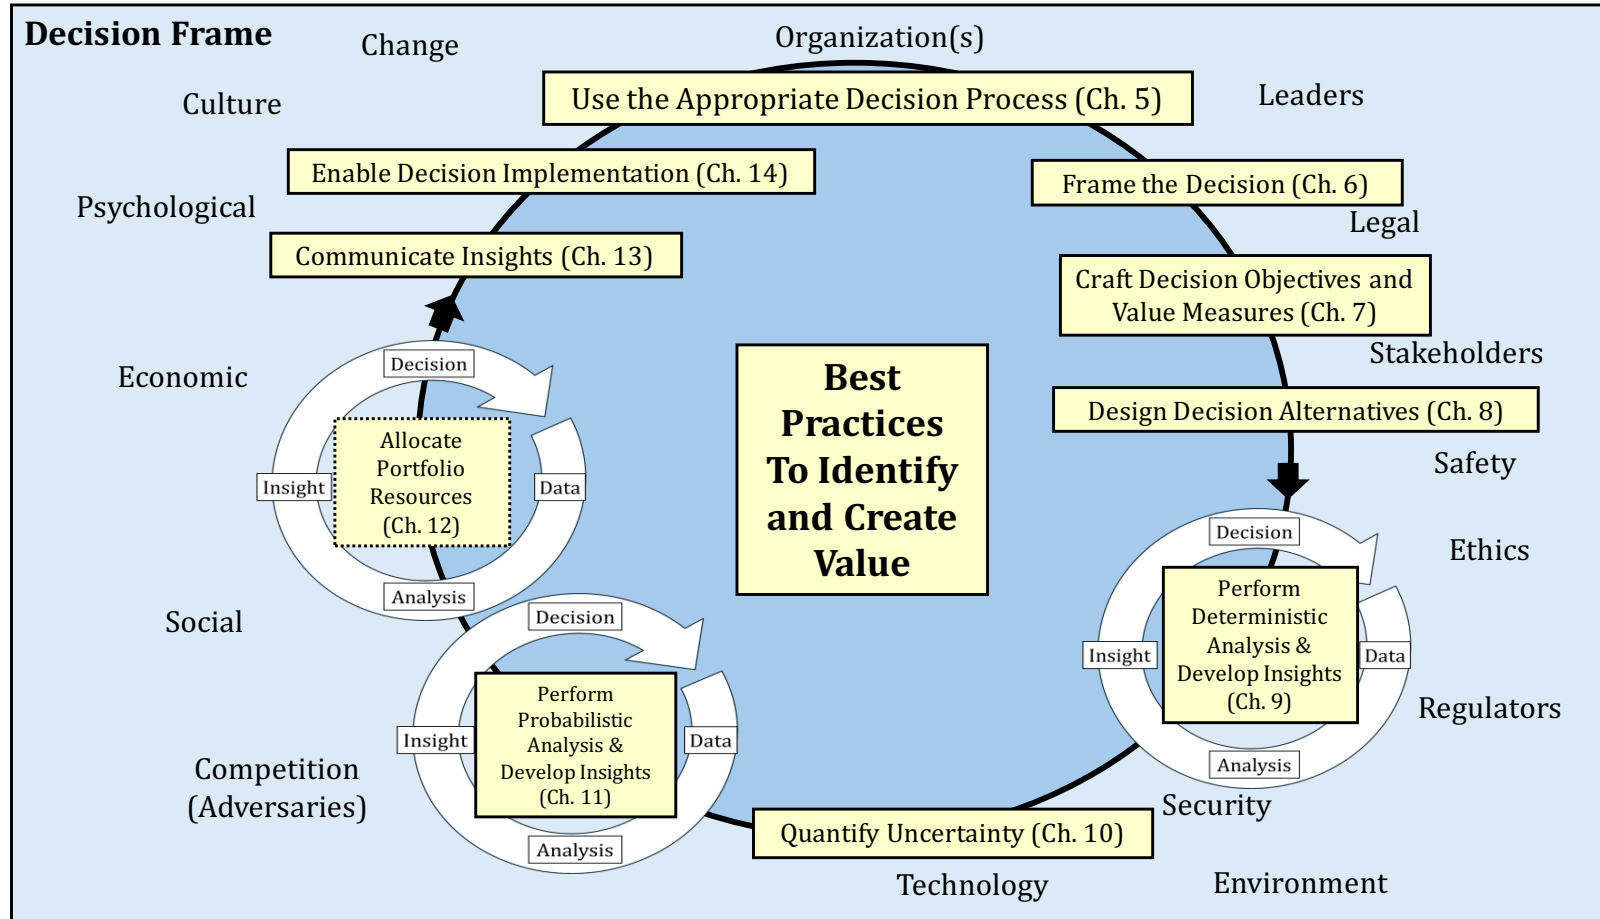 Decision Frame
Change
Organization(s)
Culture
Use the Appropriate Decision Process (Ch. 5)
Leaders
Enable Decision Implementation (Ch. 14)
Frame the Decision (Ch. 6)
Psychological
Legal
Communicate Insights (Ch. 13)
Craft Decision Objectives and
Value Measures (Ch. 7)
Stakeholders
Economic
Design Decision Alternatives (Ch. 8)
Safety
Best
Practices
To Identify
and Create
Value
Decision
Allocate
Portfolio
Resources
(Ch. 12)
Insight
Data
Analysis
Decision
Ethics
Perform
Deterministic
Analysis &
Develop Insights
(Ch. 9)
Insight
Data
Analysis
Social
Decision
Perform
Probabilistic
Analysis &
Develop Insights
(Ch. 11)
Insight
Data
Analysis
Regulators
Competition
(Adversaries)
Security
Quantify Uncertainty (Ch. 10)
Technology
Environment